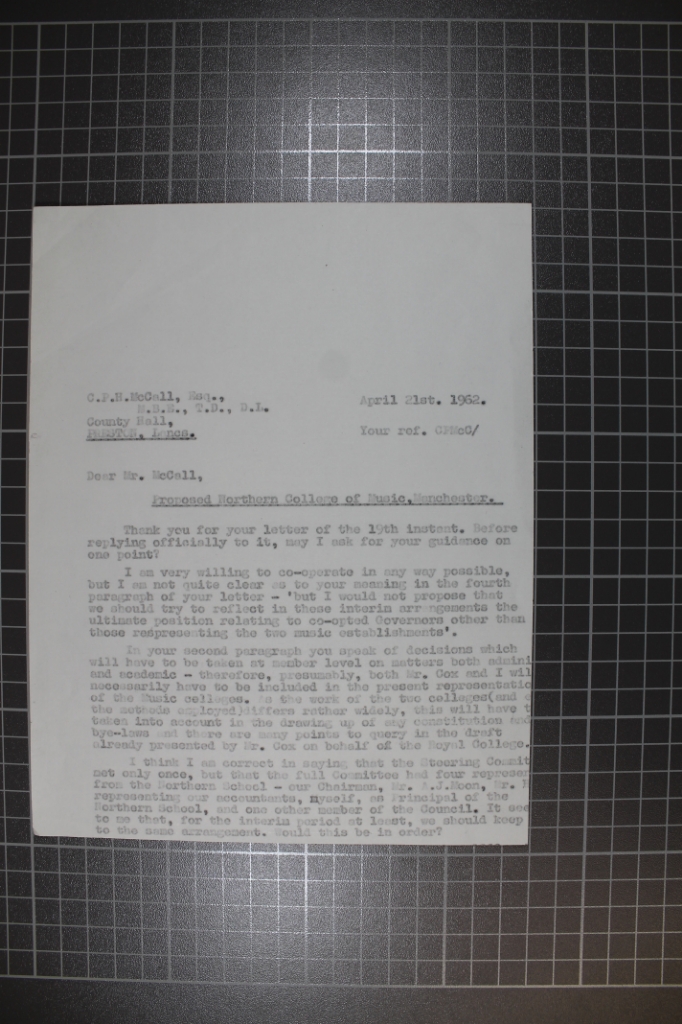 C.P.H.McCall, Esq.,
M.B.E., T.D., D.L.
April 21st. 1962.
County Hall,
PRESTON, Lancs.
Your ref. CPMcG/
Dear Mr. McCall,
Proposed Northern College of Music,Manchester.
Thank you for your letter of the 19th instant. Before
replying officially to it, may I ask for your guidance on
one point?
I am very willing to co-operate in any way possible,
but I am not quite clear as to your meaning in the fourth
paragraph of your letter - 'but I would not propose that
we should try to reflect in these interim arrangements the
ultimate position relating to co-opted Governors other than
those respresenting the two music establishments'.
In your second paragraph you speak of decisions which
will have to be taken at member level on matters both admini
and academic - therefore, presumably, both Mr. Cox and I wil
necessarily have to be included in the present representatio
of the Music colleges. As the work of the two colleges(and
the methods employed)differs rather widely, this will have t
taken into account in the drawing up of any constitution and
bye-laws and there are many points to query in the draft
already presented by Mr. Cox on behalf of the Royal College.
I think I am correct in saying that the Steering Commit
met only once, but that the full Committee had four represen
from the Northern School - our Chairman, Mr. R.J.Moon, Mr. H
representing our accountants, myself, as Principal of the
Northern School, and one other member of the Council. It see
to me that, for the interim period at least, we should keep
to the same arrangement. Would this be in order?